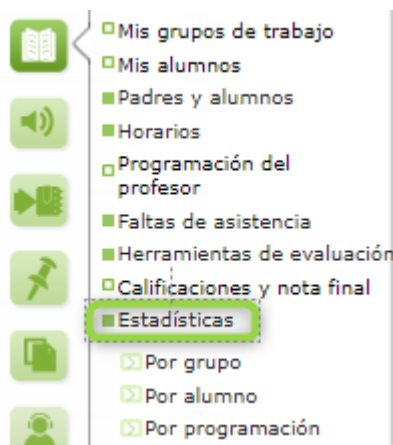 Mis grupos de trabajo
Mis alumnos
Padres y alumnos
Horarios
Programación del
profesor
Faltas de asistencia
Herramientas de evaluación
Calificaciones y nota final
Estadísticas
Por grupo
Por alumno
Por programación